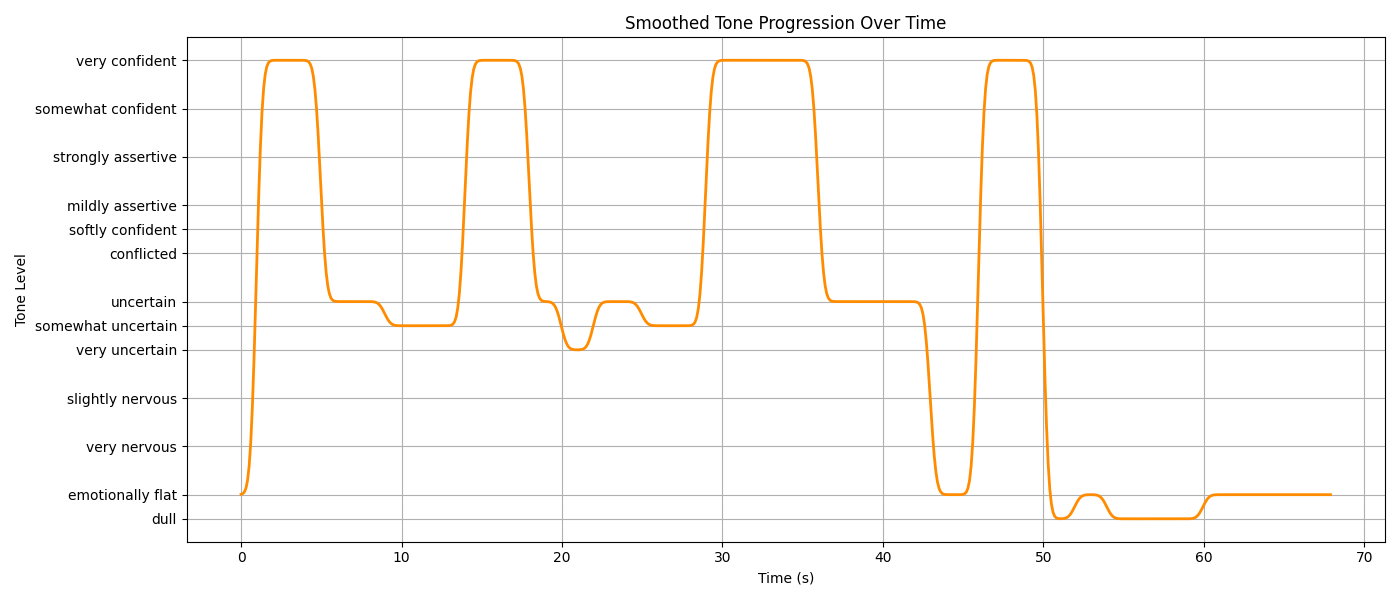 Smoothed Tone Progression Over Time
Tone Level
very confident
somewhat confident
strongly assertive
mildly assertive
softly confident
conflicted
uncertain
somewhat uncertain
very uncertain
slightly nervous
very nervous
emotionally flat
dull
0 10 20 30 40 50 60 70
Time (s)